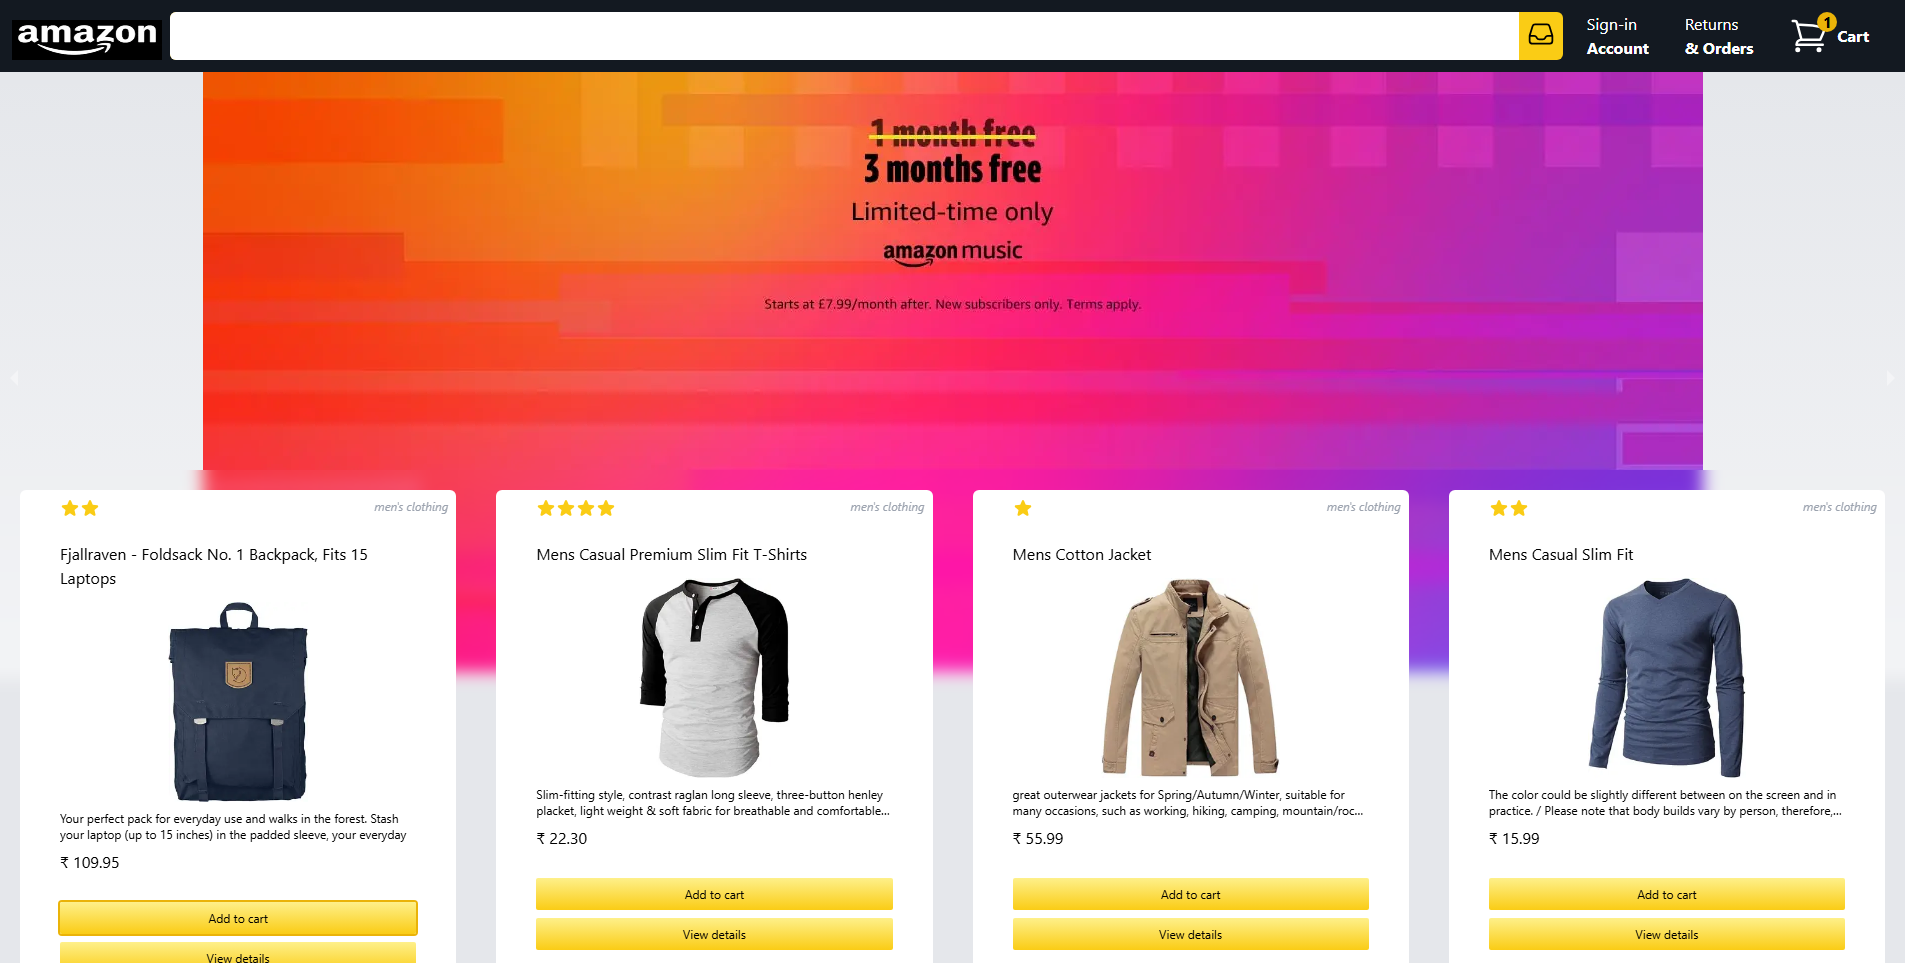 amazon
Sign-in
Account
Returns
& Orders
1
Cart
1 month free
3 months free
Limited-time only
amazon music
Starts at £7.99/month after. New subscribers only. Terms apply.
men's clothing
Fjallraven - Foldsack No. 1 Backpack, Fits 15
Laptops
Your perfect pack for everyday use and walks in the forest. Stash
your laptop (up to 15 inches) in the padded sleeve, your everyday
₹ 109.95
Add to cart
View details
men's clothing
Mens Casual Premium Slim Fit T-Shirts
Slim-fitting style, contrast raglan long sleeve, three-button henley
placket, light weight & soft fabric for breathable and comfortable...
₹ 22.30
Add to cart
View details
men's clothing
Mens Cotton Jacket
great outerwear jackets for Spring/Autumn/Winter, suitable for
many occasions, such as working, hiking, camping, mountain/roc...
₹ 55.99
Add to cart
View details
men's clothing
Mens Casual Slim Fit
The color could be slightly different between on the screen and in
practice. / Please note that body builds vary by person, therefore,...
₹ 15.99
Add to cart
View details